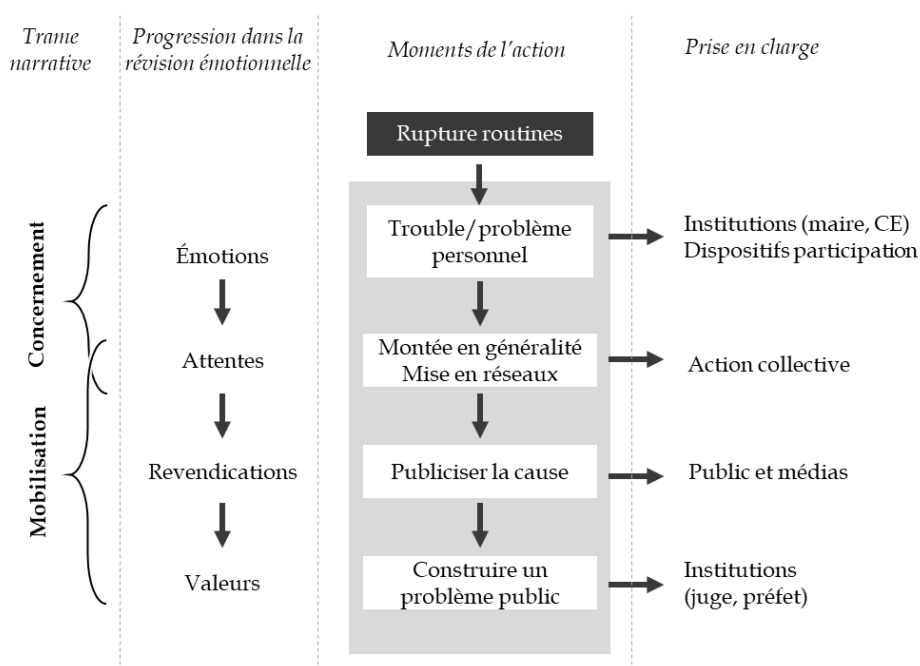 Trame
narrative
Progression dans la
révision émotionnelle
Moments de l'action
Prise en charge
Rupture routines
Concernement
Émotions
Trouble/problème
personnel
Institutions (maire, CE)
Dispositifs participation
Attentes
Montée en généralité
Mise en réseaux
Action collective
Mobilisation
Revendications
Publiciser la cause
Public et médias
Valeurs
Construire un
problème public
Institutions
(juge, préfet)